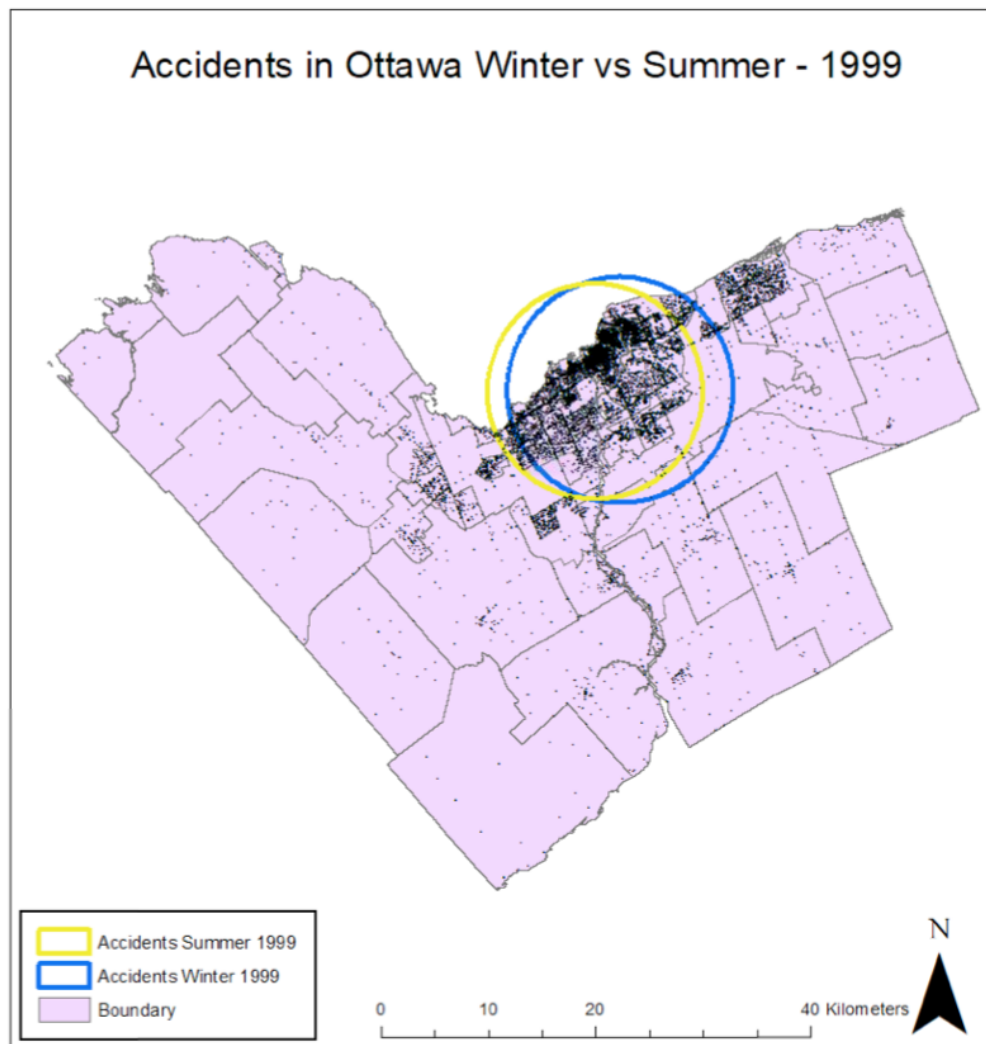 Accidents in Ottawa Winter vs Summer - 1999
Accidents Summer 1999
Accidents Winter 1999
Boundary
0 10 20 40 Kilometers
N